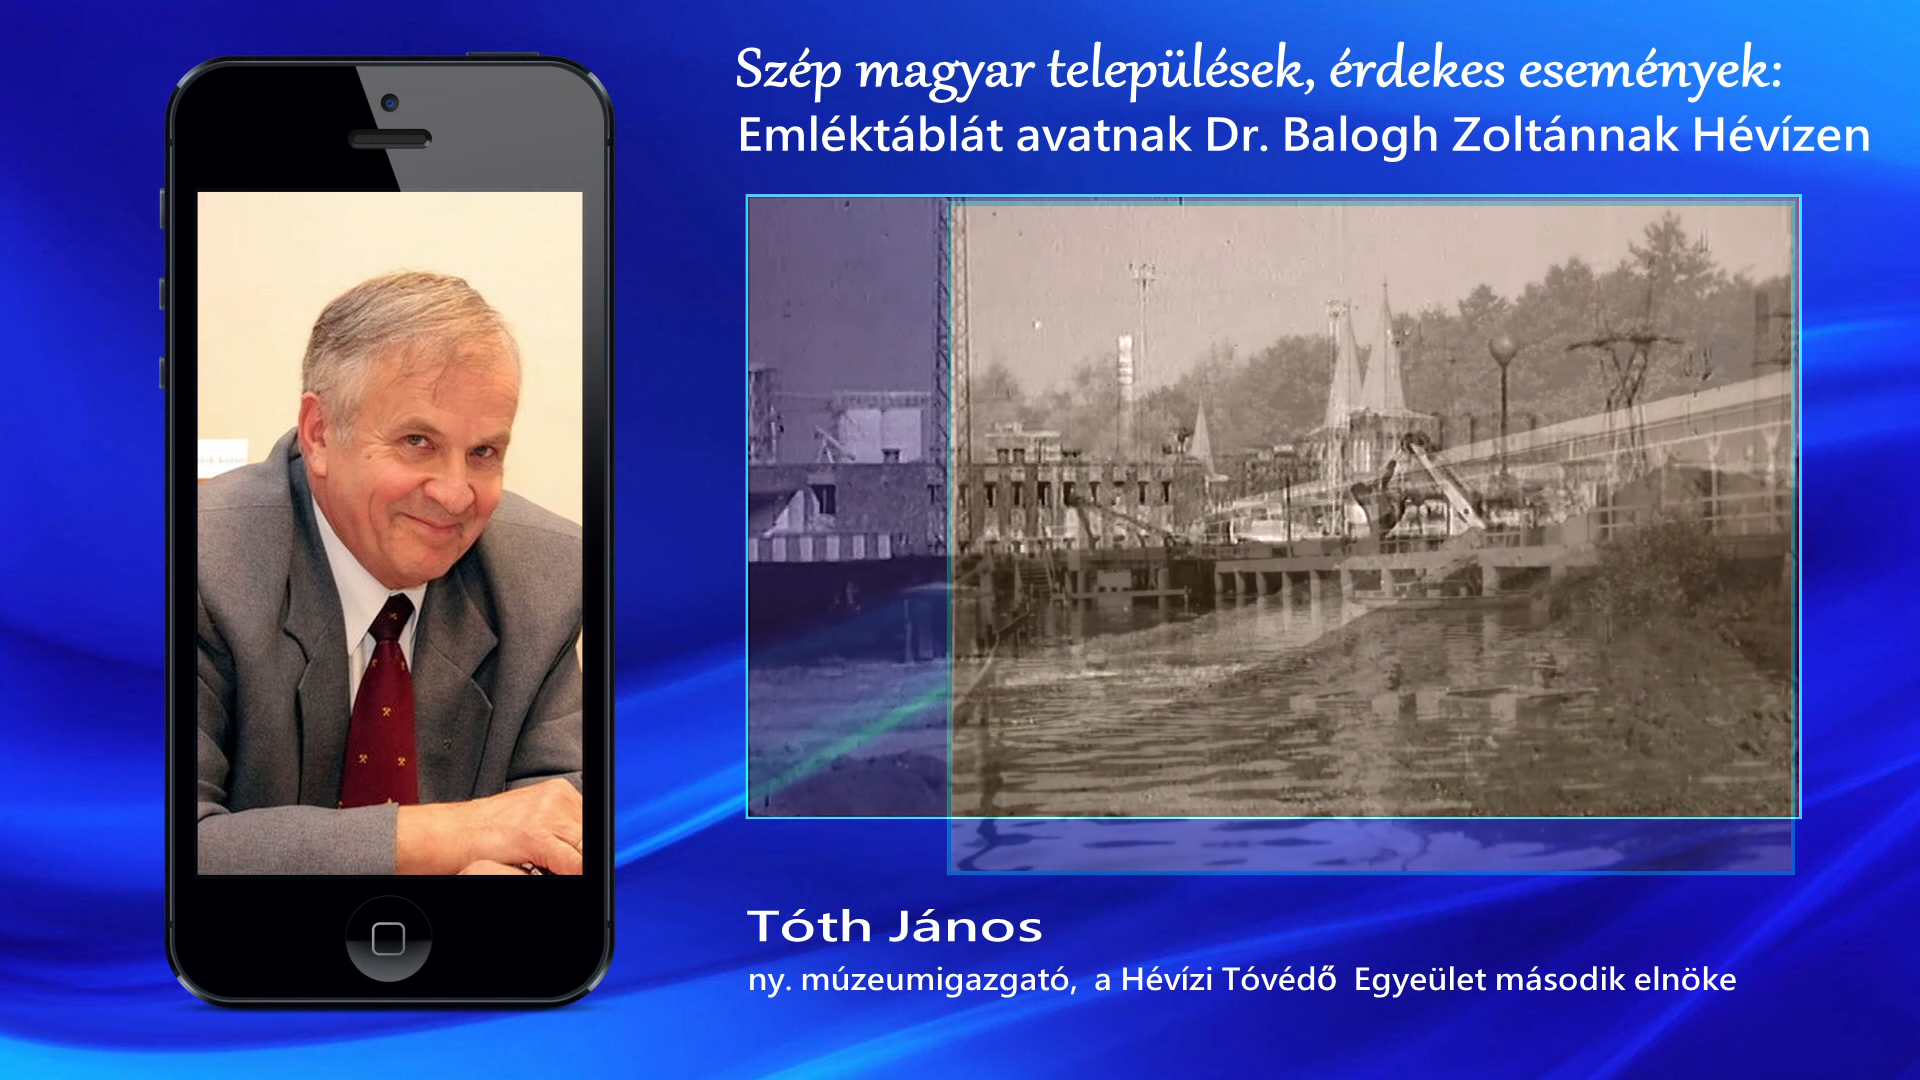 Szép magyar települések, érdekes események:
Emléktáblát avatnak Dr. Balogh Zoltánnak Hévízen
Tóth János
ny. múzeumigazgató, a Hévízi Tóvédő Egyeület második elnöke